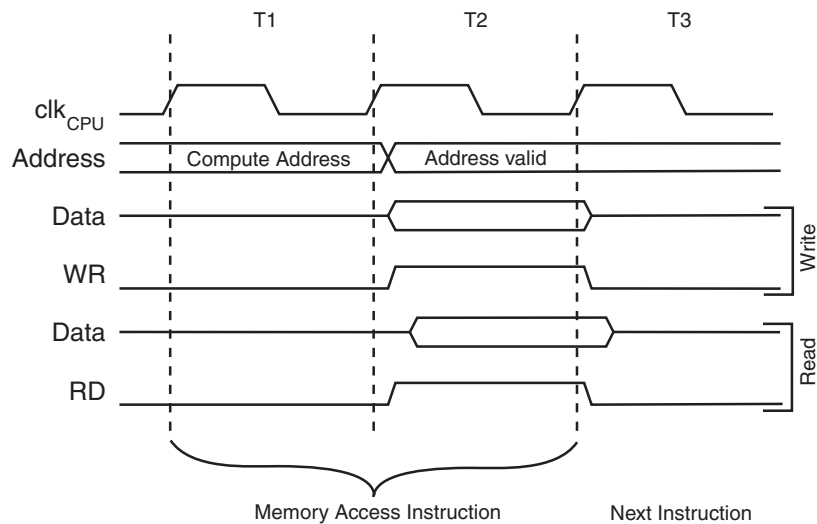 T1 T2 T3
clkCPU
Address Compute Address Address valid
Data
WR
Write
Data
RD
Read
Memory Access Instruction Next Instruction